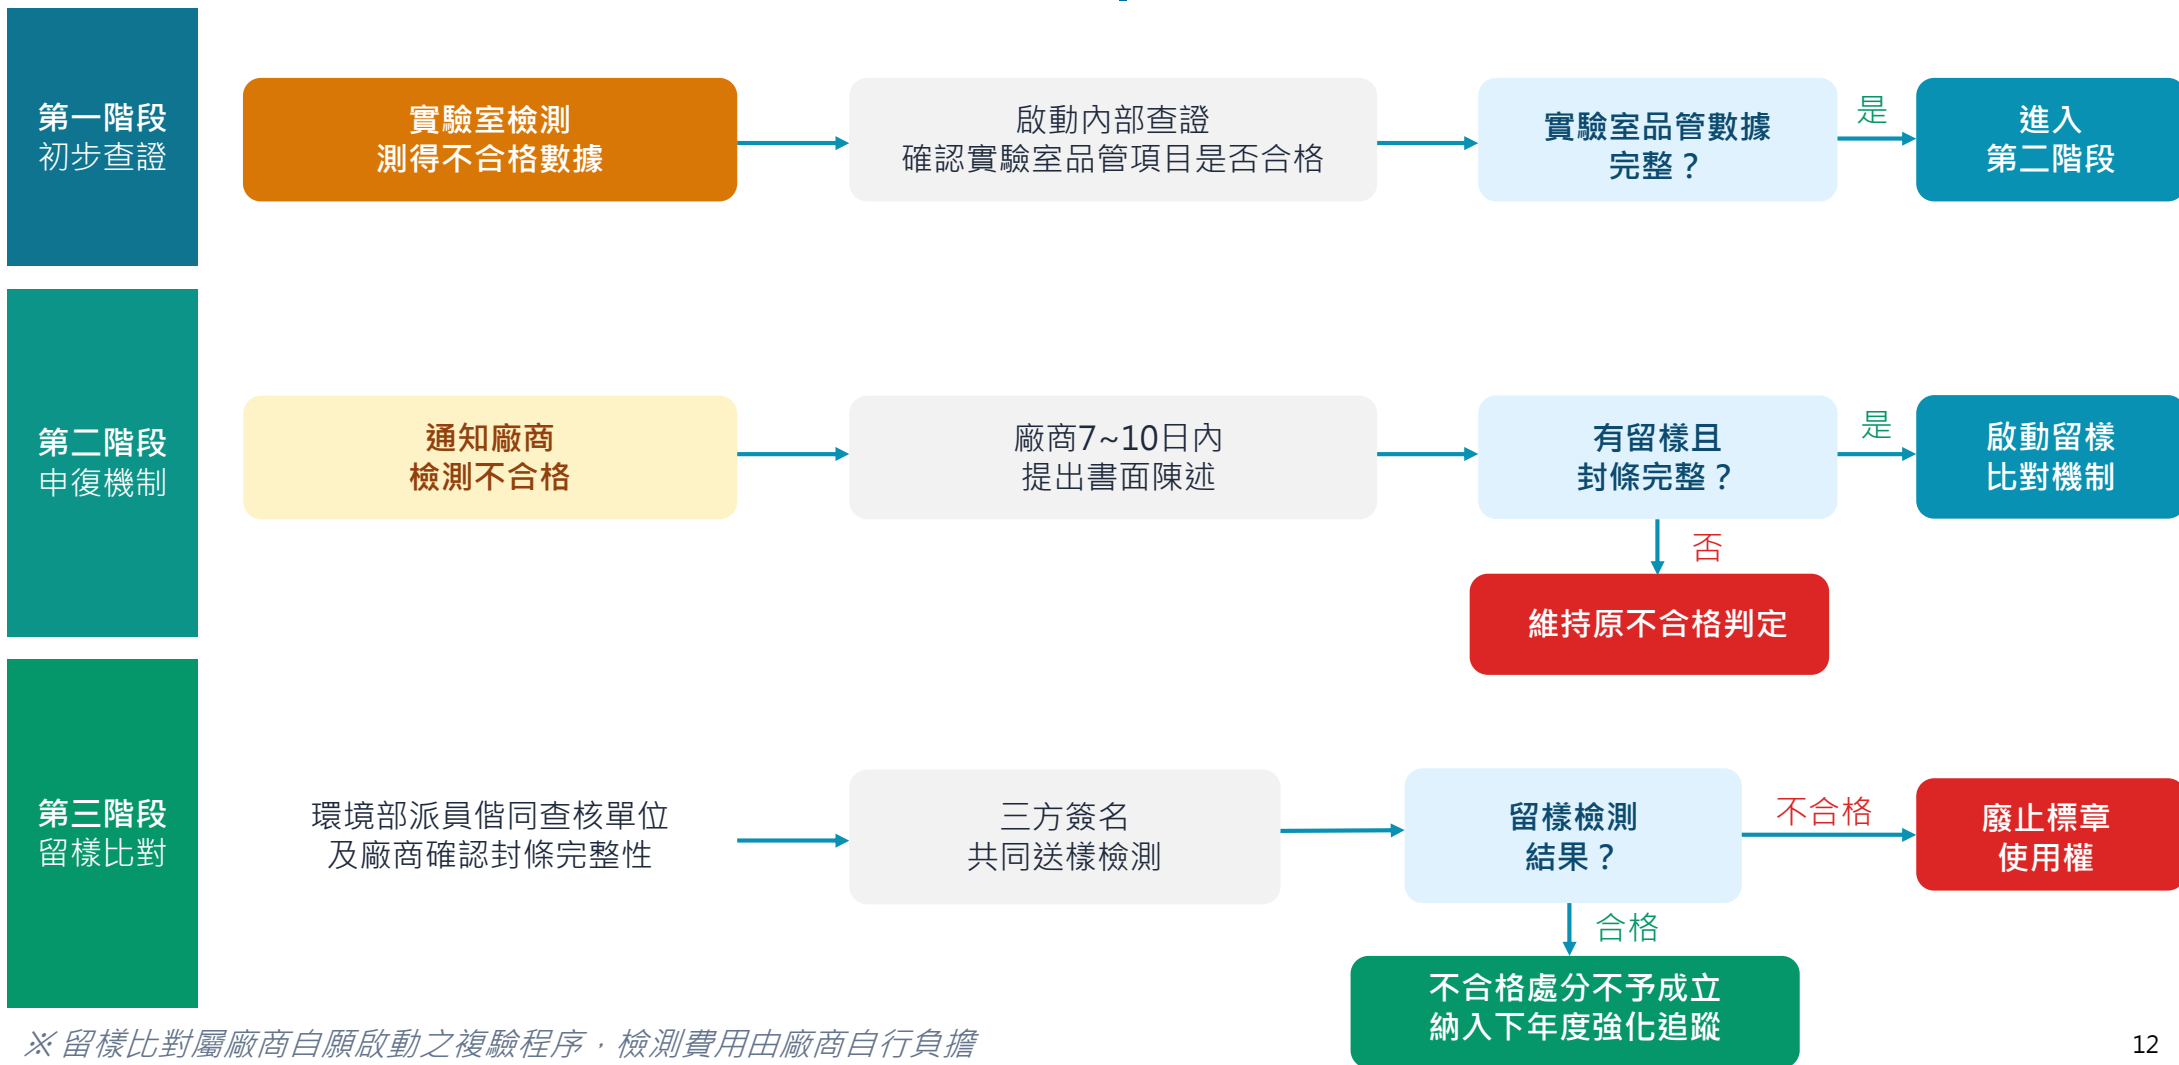 第一階段
初步查證
實驗室檢測
測得不合格數據
啟動內部查證
確認實驗室品管項目是否合格
實驗室品管數據
完整？
是
進入
第二階段
第二階段
申復機制
通知廠商
檢測不合格
廠商7~10日內
提出書面陳述
有留樣且
封條完整？
是
啟動留樣
比對機制
否
維持原不合格判定
第三階段
留樣比對
環境部派員偕同查核單位
及廠商確認封條完整性
三方簽名
共同送樣檢測
留樣檢測
結果？
不合格
廢止標章
使用權
合格
不合格處分不予成立
納入下年度強化追蹤
※留樣比對屬廠商自願啟動之複驗程序，檢測費用由廠商自行負擔
12